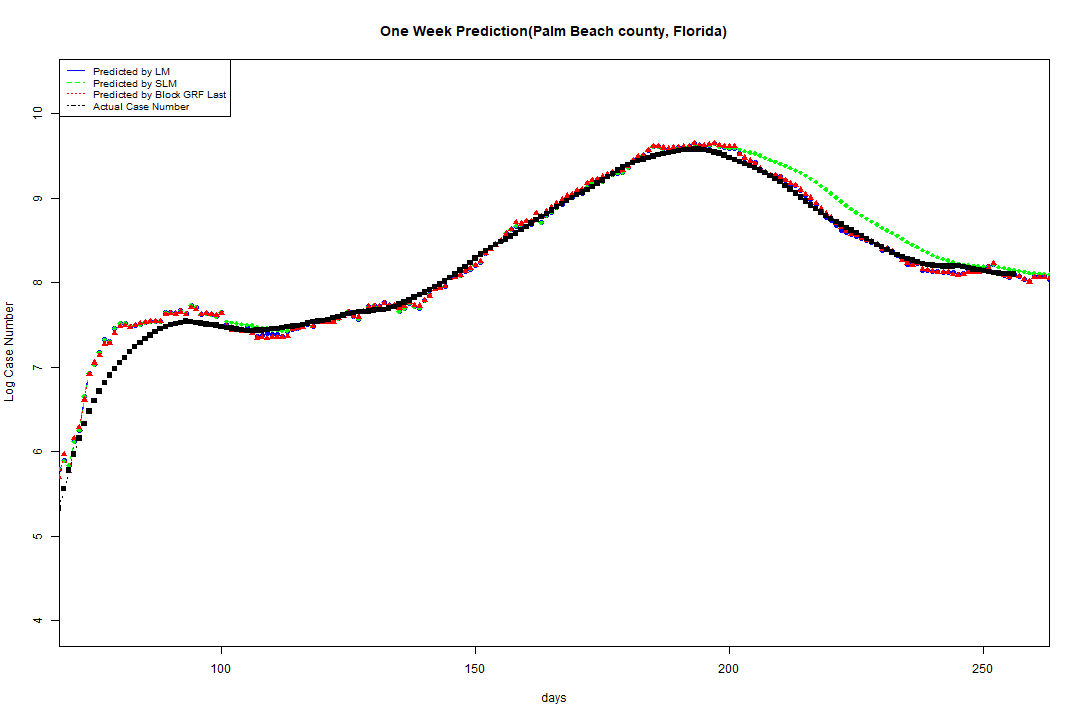 One Week Prediction(Palm Beach county, Florida)
Predicted by LM
Predicted by SLM
Predicted by Block GRF Last
Actual Case Number
10
9
8
7
6
5
4
Log Case Number
100
150
200
250
days